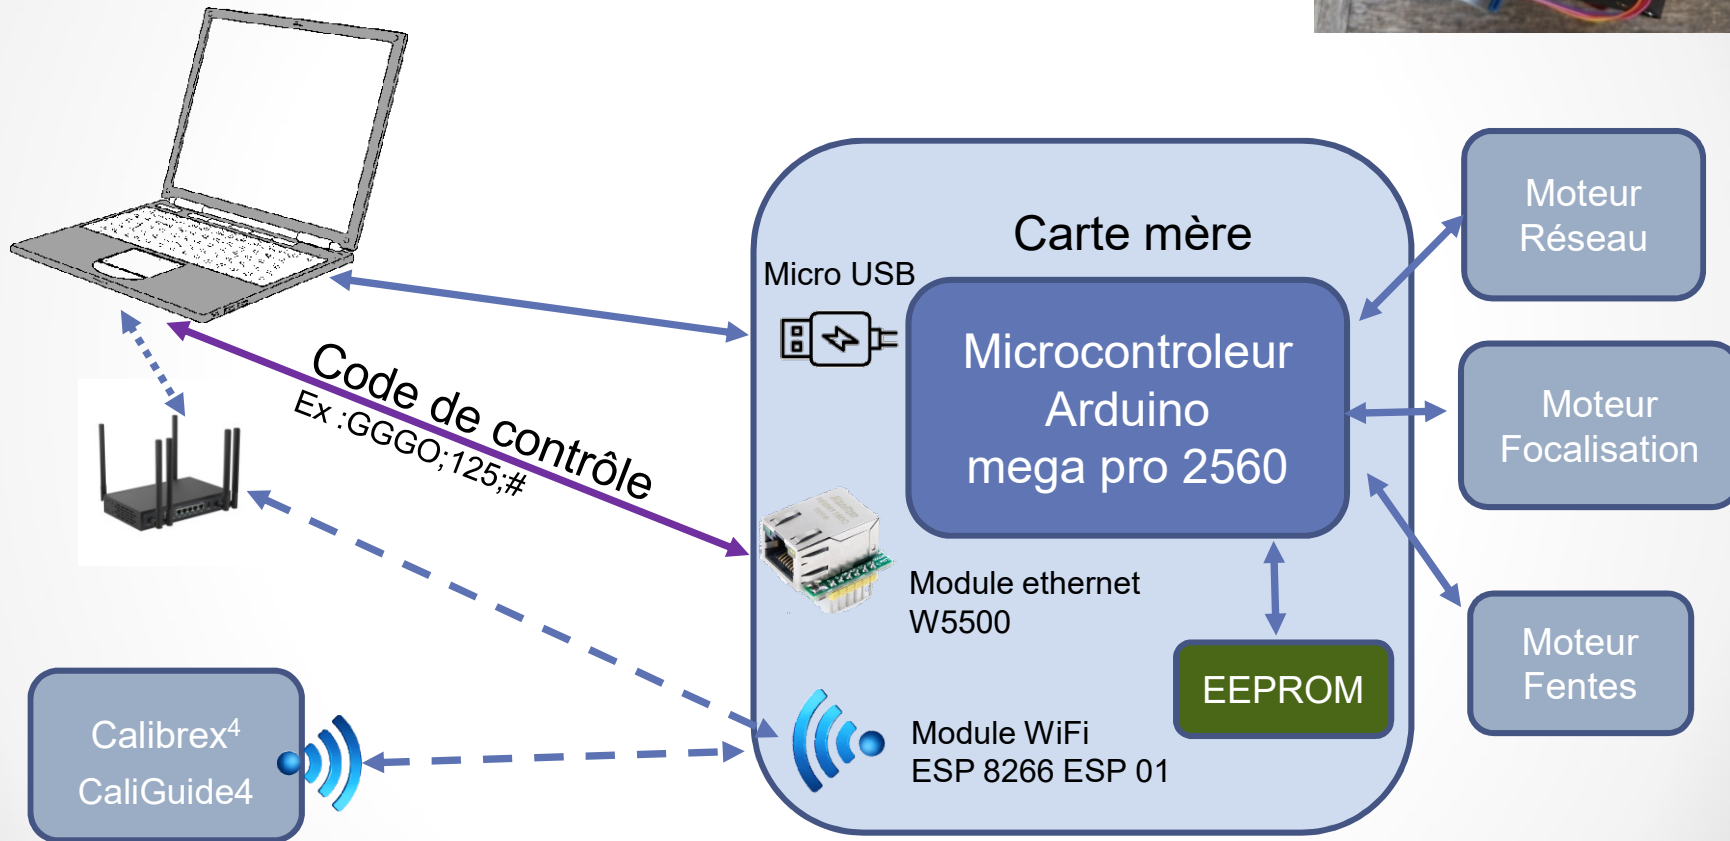 Carte mère
Micro USB
Microcontroleur
Arduino
mega pro 2560
Code de contrôle
Ex :GGGO;125;#
Module ethernet
W5500
EEPROM
Module WiFi
ESP 8266 ESP 01
Moteur
Réseau
Moteur
Focalisation
Moteur
Fentes
Calibrex⁴
CaliGuide4